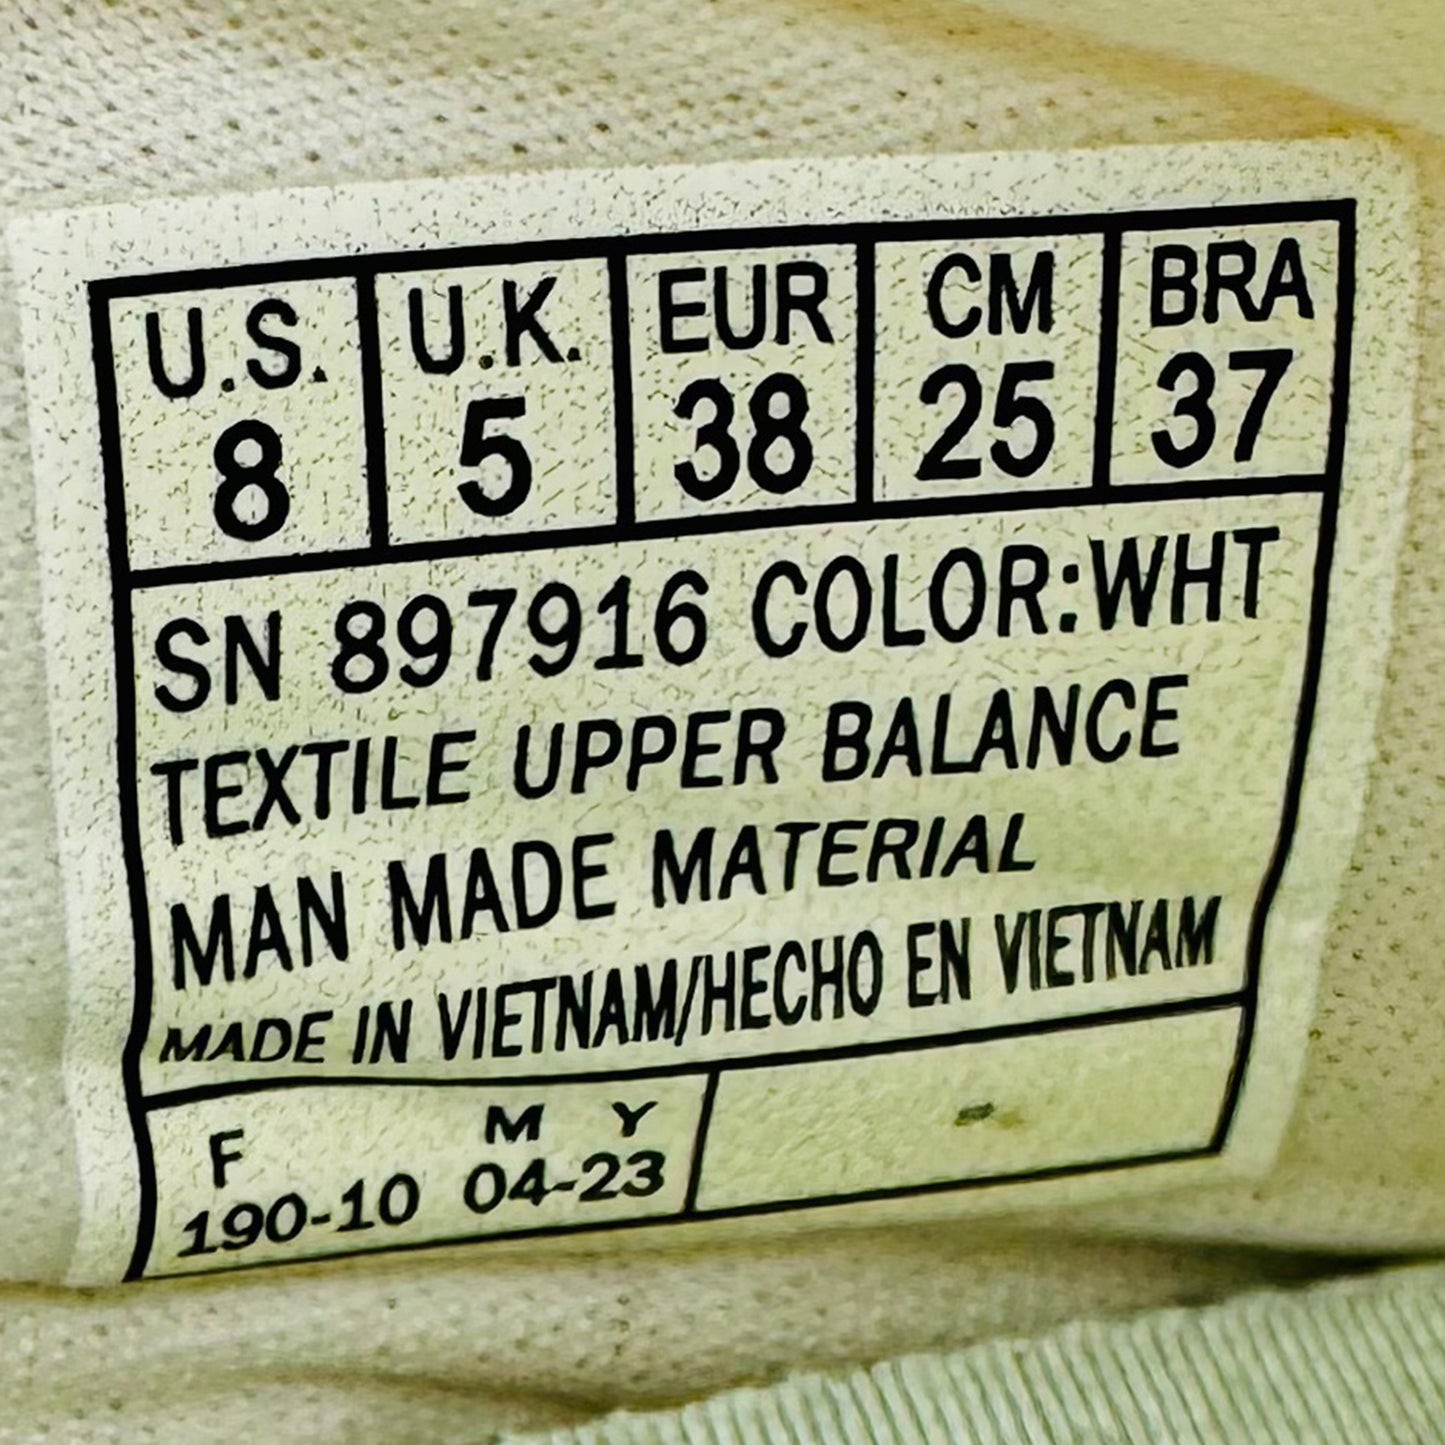 U.S. U.K. EUR CM BRA
8 5 38 25 37
SN 897916 COLOR:WHT
TEXTILE UPPER BALANCE
MAN MADE MATERIAL
MADE IN VIETNAM/HECHO EN VIETNAM
F M Y
190-10 04-23